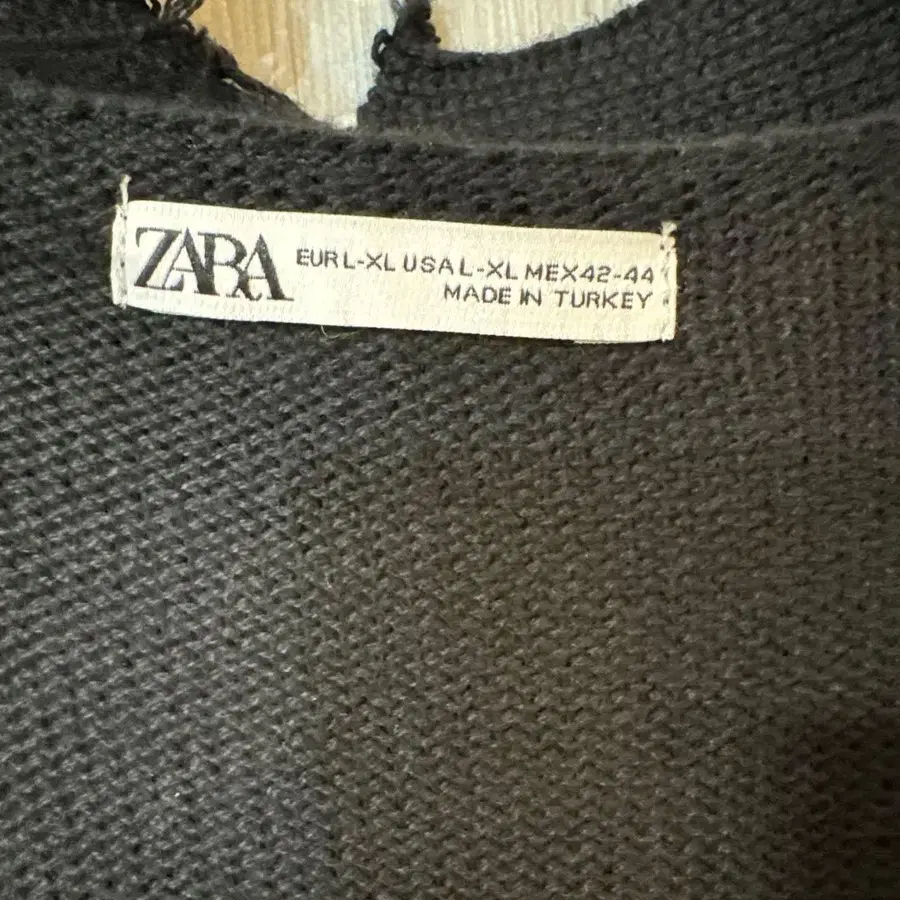 ZARA
EUR L-XL USA L-XL MEX 42-44
MADE IN TURKEY